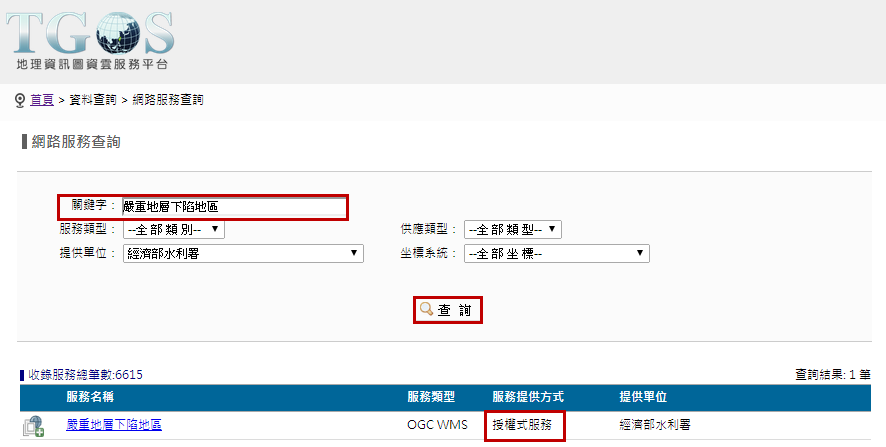 TGOS
地理資訊圖資雲服務平台
首頁 > 資料查詢 > 網路服務查詢
網路服務查詢
關鍵字： 嚴重地層下陷地區
服務類型： --全部類別-- 供應類型： --全部類型--
提供單位： 經濟部水利署 坐標系統： --全部坐標--
查 詢
收錄服務總筆數:6615 查詢結果: 1 筆
服務名稱 服務類型 服務提供方式 提供單位
嚴重地層下陷地區 OGC WMS 授權式服務 經濟部水利署